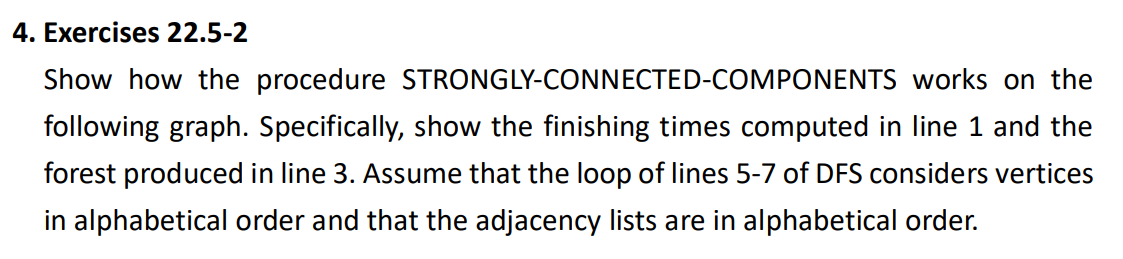 4. Exercises 22.5-2
Show how the procedure STRONGLY-CONNECTED-COMPONENTS works on the
following graph. Specifically, show the finishing times computed in line 1 and the
forest produced in line 3. Assume that the loop of lines 5-7 of DFS considers vertices
in alphabetical order and that the adjacency lists are in alphabetical order.